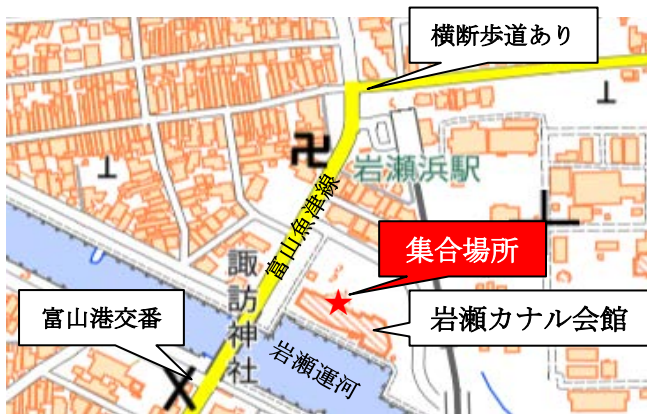 横断歩道あり
岩瀬浜駅
富山魚津線
集合場所
諏訪神社
富山港交番
岩瀬カナル会館
岩瀬運河